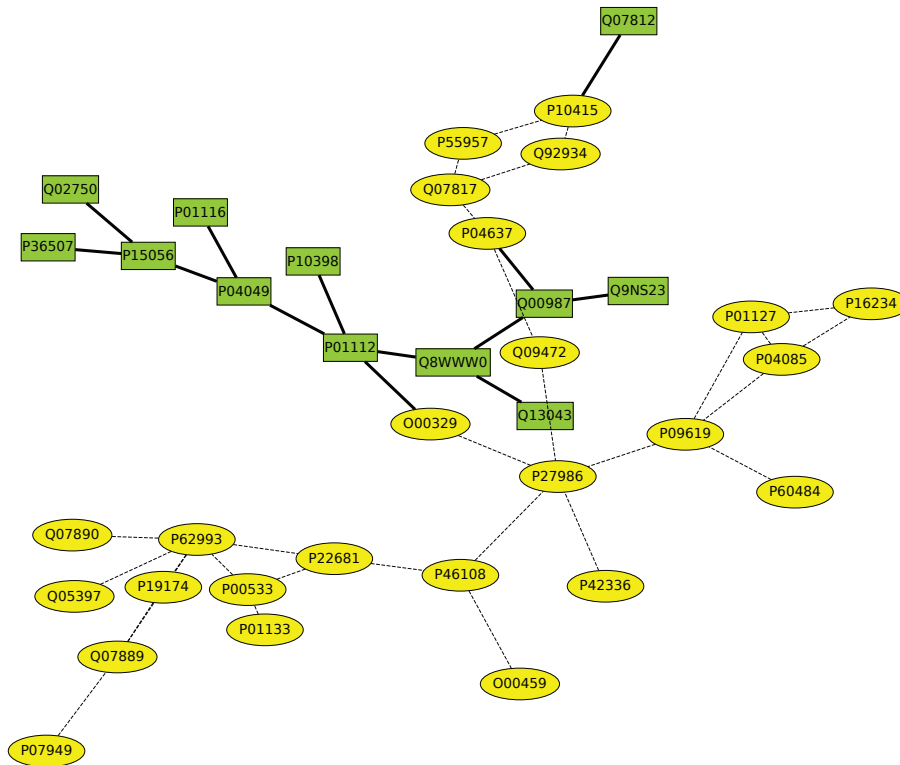 Q07812
P10415
P55957
Q92934
Q07817
Q02750
P01116
P04637
P36507
P15056
P10398
P04049
Q9NS23
Q00987
P16234
P01127
P01112
Q09472
Q8WWW0
P04085
Q13043
O00329
P09619
P27986
P60484
Q07890
P62993
P22681
P46108
P42336
P19174
P00533
Q05397
P01133
Q07889
O00459
P07949